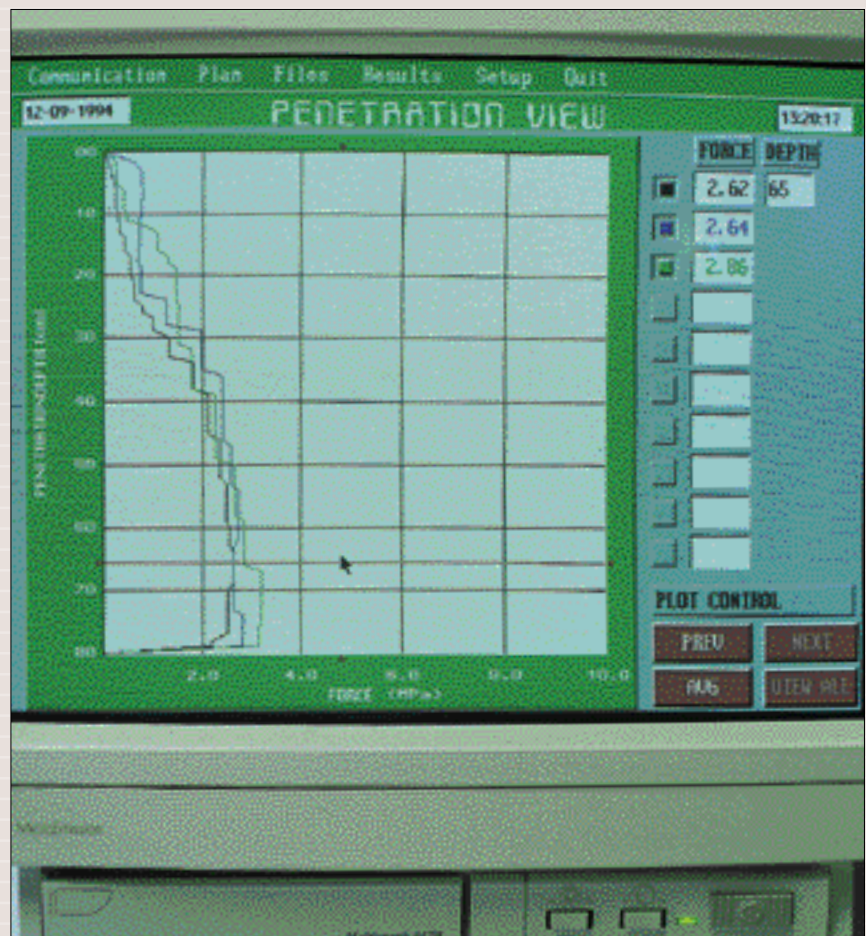 Communication Plan Files Results Setup Quit
12-09-1994 PENETRATION VIEW 13:20:17
FORCE DEPTH
2.62 65
2.64
2.86
00
10
20
30
40
50
60
70
80
2.0 4.0 6.0 8.0 10.0
FORCE (MPa)
PLOT CONTROL
PREV NEXT
AVG VIEW ALL